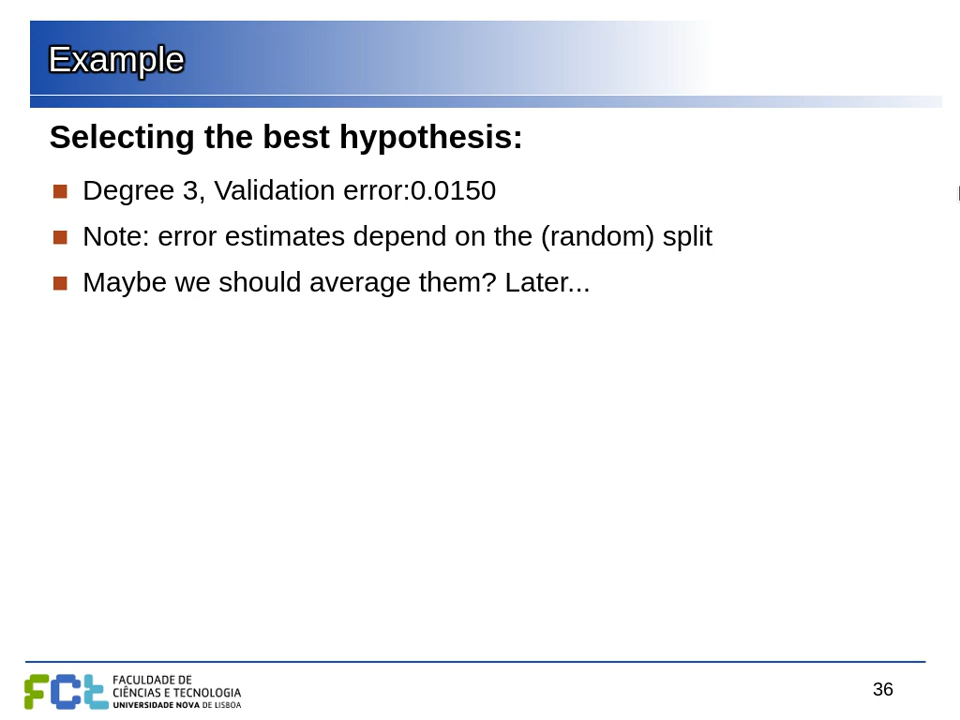 Example
Selecting the best hypothesis:
Degree 3, Validation error:0.0150
Note: error estimates depend on the (random) split
Maybe we should average them? Later...
FCt
FACULDADE DE
CIÊNCIAS E TECNOLOGIA
UNIVERSIDADE NOVA DE LISBOA
36